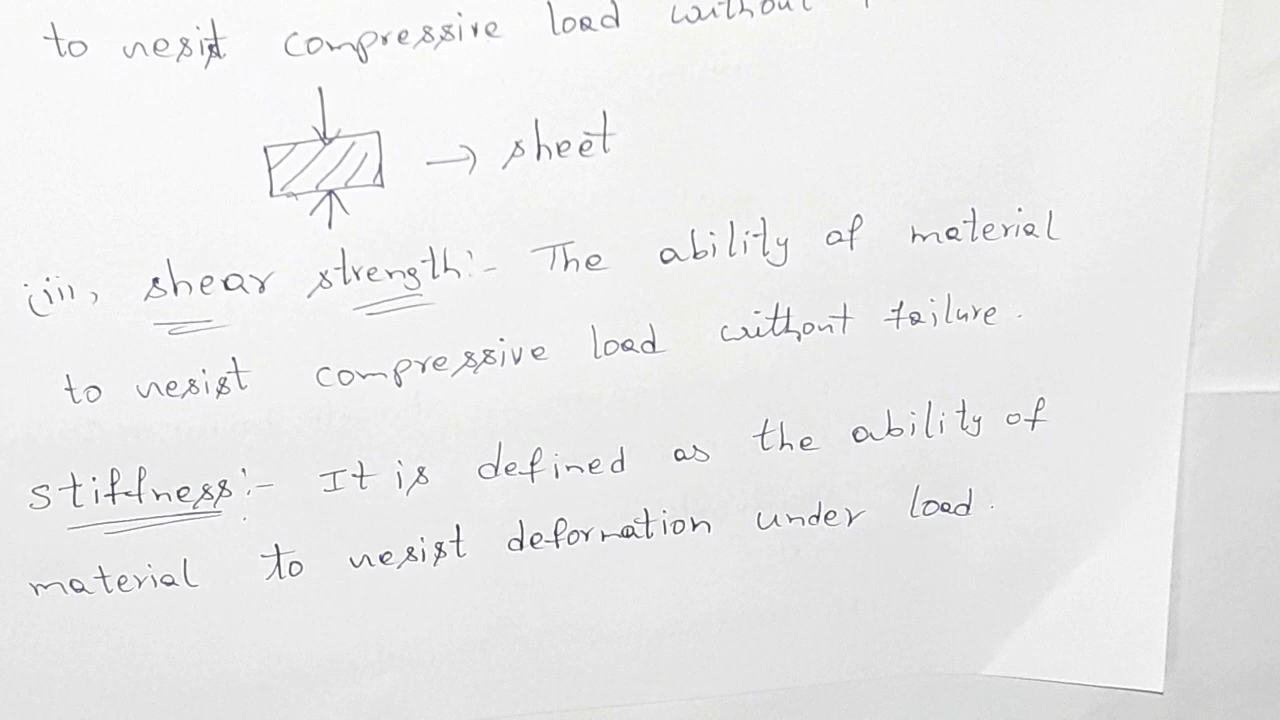 to resist compressive load without
→ sheet
(iii, shear strength:- The ability of material
to resist compressive load without failure.
stiffness:- It is defined as the ability of
material to resist deformation under load.